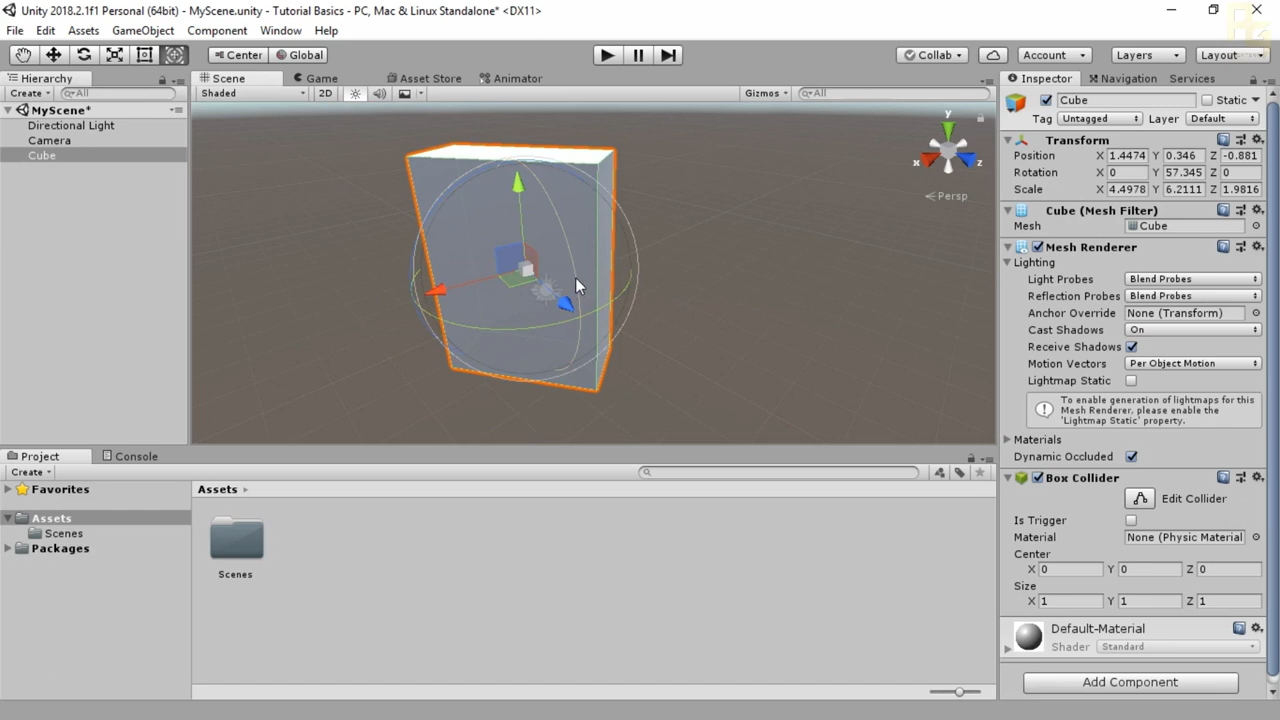 Unity 2018.2.1f1 Personal (64bit) - MyScene.unity - Tutorial Basics - PC, Mac & Linux Standalone* <DX11>
File Edit Assets GameObject Component Window Help
Center Global Collab Account Layers Layout
Hierarchy
Create All
MyScene*
Directional Light
Camera
Cube
Scene Game Asset Store Animator
Shaded 2D Gizmos All
y
x z
Persp
Inspector Navigation Services
Cube Static
Tag Untagged Layer Default
Transform
Position X 1.4474 Y 0.346 Z -0.881
Rotation X 0 Y 57.345 Z 0
Scale X 4.4978 Y 6.2111 Z 1.9816
Cube (Mesh Filter)
Mesh Cube
Mesh Renderer
Lighting
Light Probes Blend Probes
Reflection Probes Blend Probes
Anchor Override None (Transform)
Cast Shadows On
Receive Shadows
Motion Vectors Per Object Motion
Lightmap Static
To enable generation of lightmaps for this
Mesh Renderer, please enable the
'Lightmap Static' property.
Materials
Dynamic Occluded
Box Collider
Edit Collider
Is Trigger
Material None (Physic Material
Center
X 0 Y 0 Z 0
Size
X 1 Y 1 Z 1
Default-Material
Shader Standard
Add Component
Project Console
Create
Favorites
Assets
Scenes
Packages
Assets
Scenes